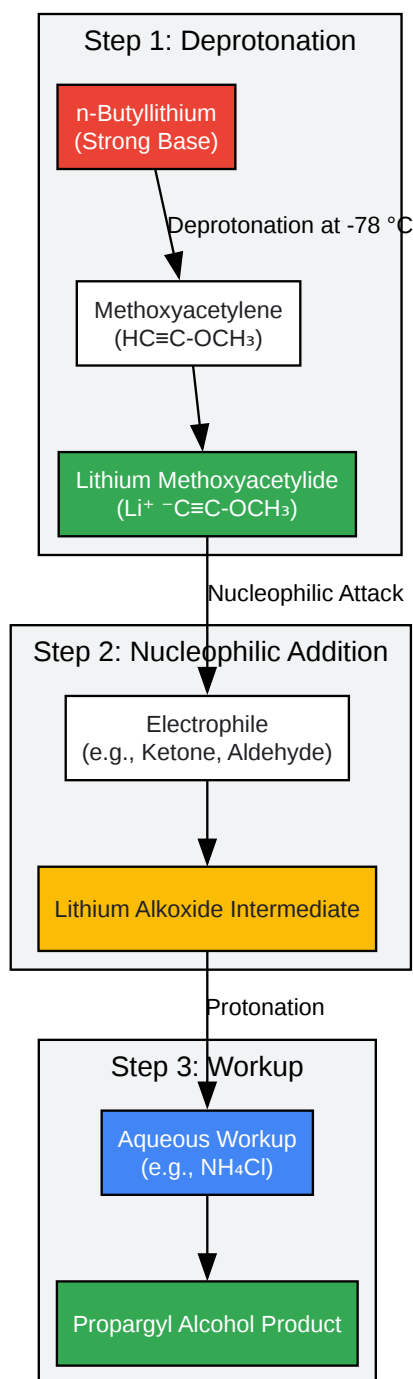 Step 1: Deprotonation
n-Butyllithium
(Strong Base)
Deprotonation at -78 °C
Methoxyacetylene
(HC≡C-OCH₃)
Lithium Methoxyacetylide
(Li⁺ ⁻C≡C-OCH₃)
Nucleophilic Attack
Step 2: Nucleophilic Addition
Electrophile
(e.g., Ketone, Aldehyde)
Lithium Alkoxide Intermediate
Protonation
Step 3: Workup
Aqueous Workup
(e.g., NH₄Cl)
Propargyl Alcohol Product